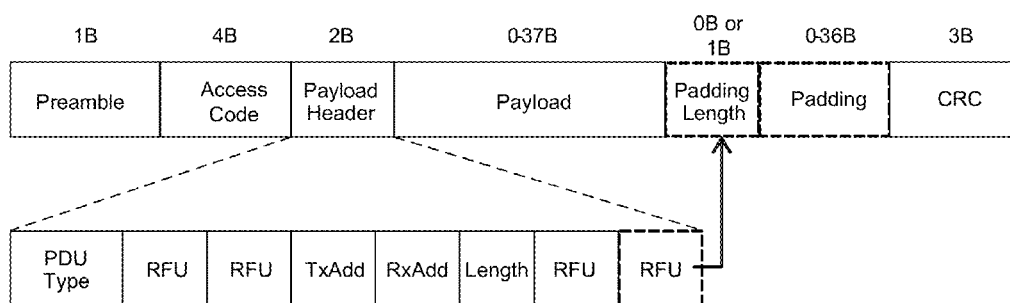 1B 4B 2B 0-37B 0B or 1B 0-36B 3B
Preamble
Access
Code
Payload
Header
Payload
Padding
Length
Padding
CRC
PDU
Type
RFU
RFU
TxAdd
RxAdd
Length
RFU
RFU